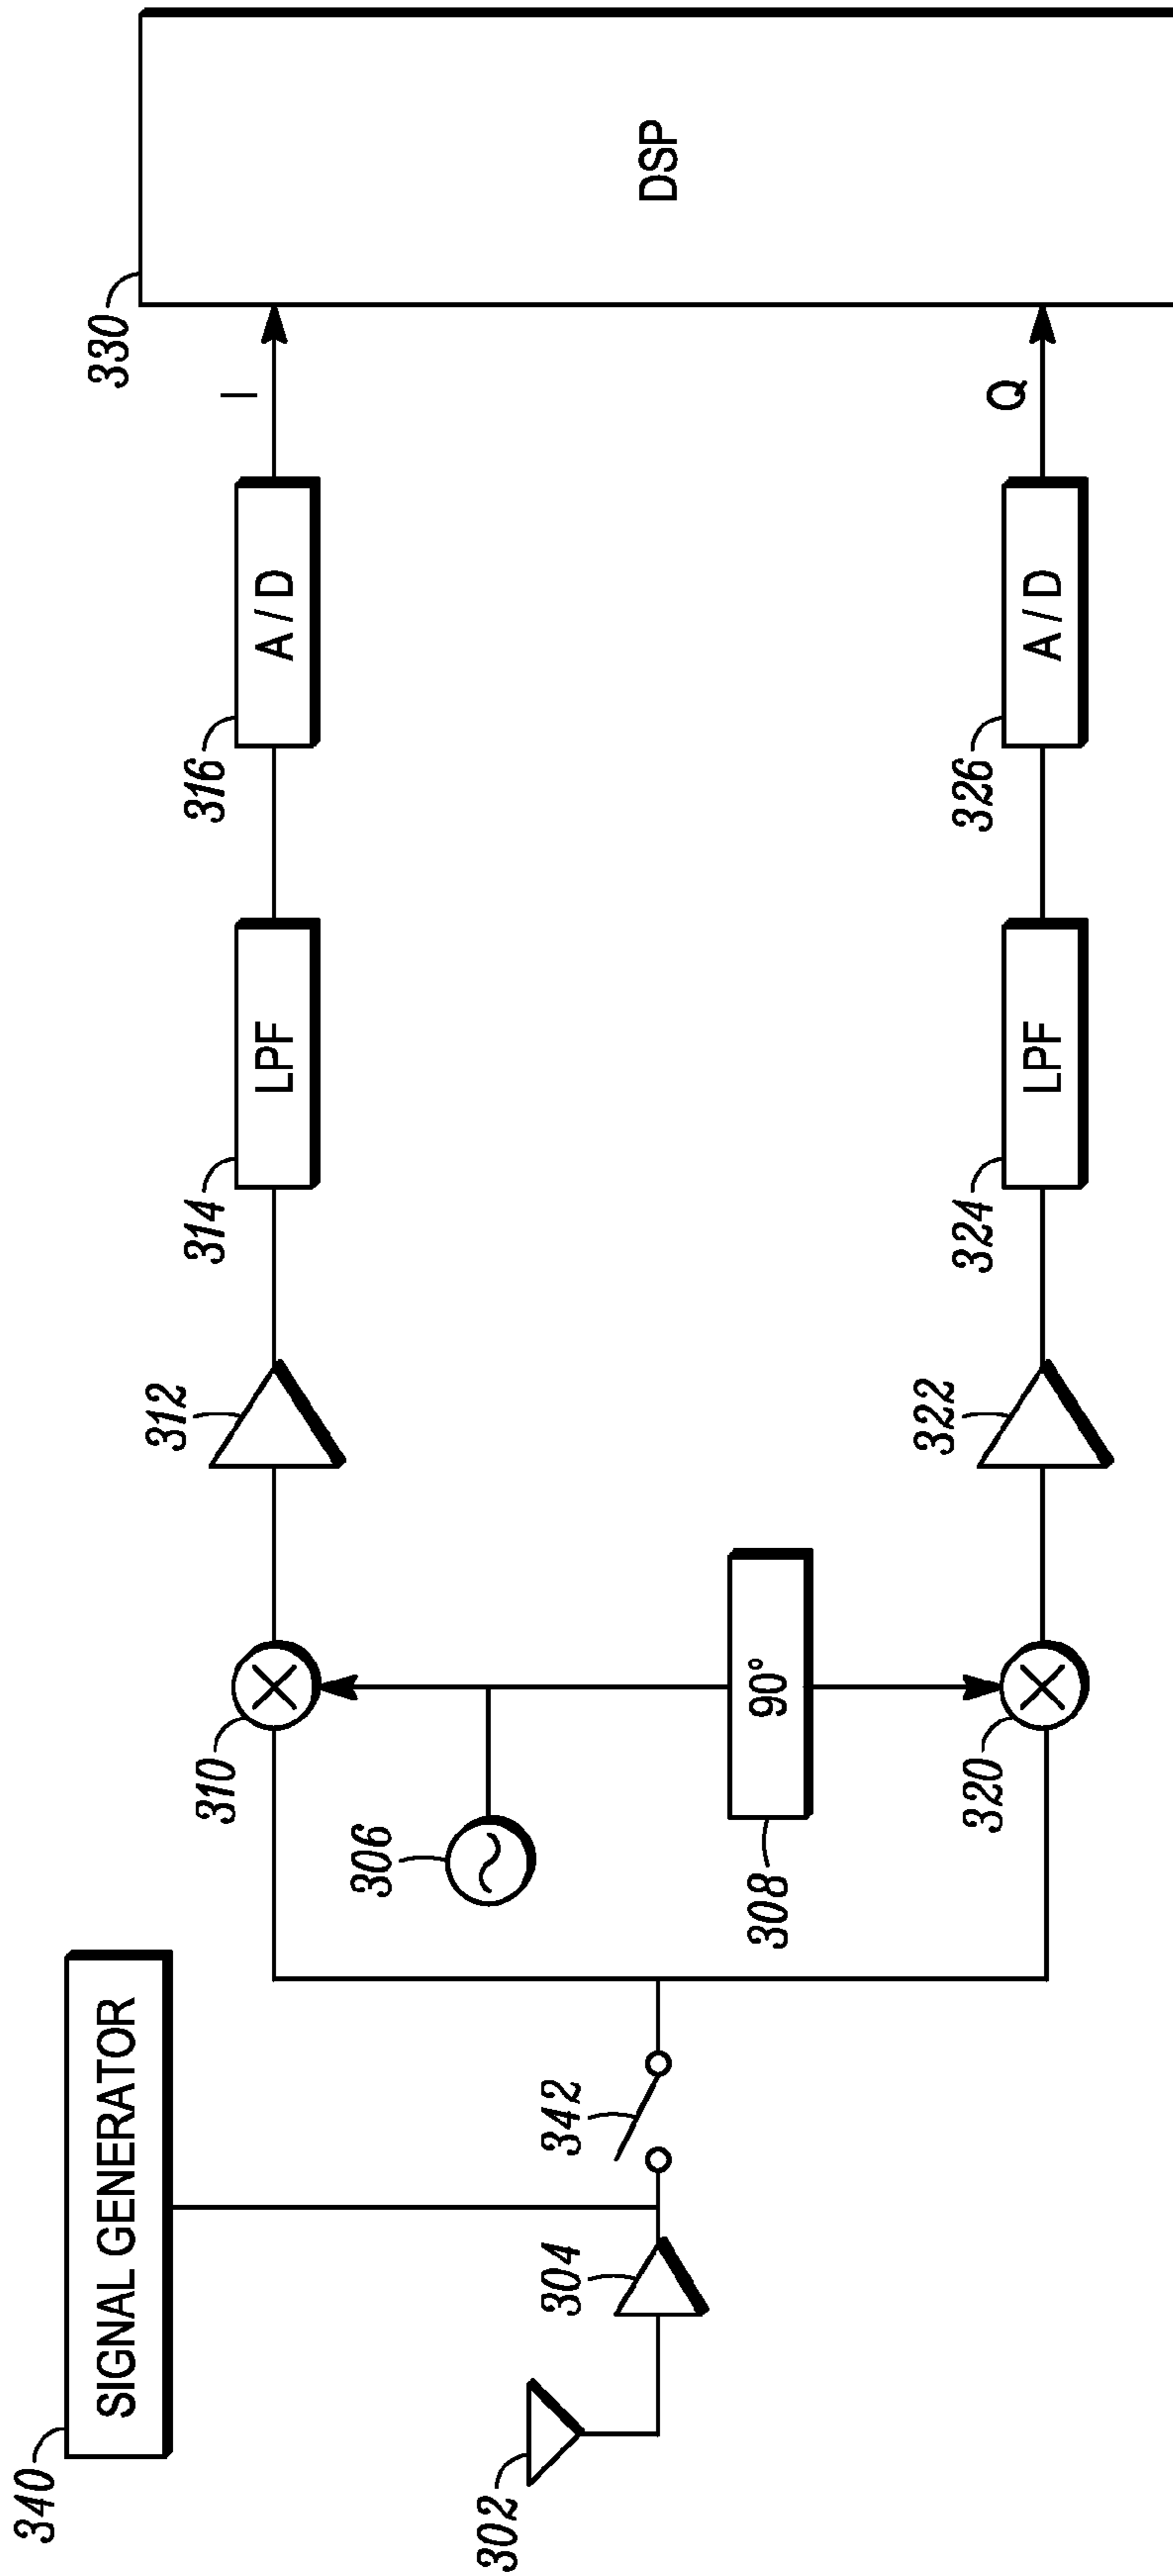 340
SIGNAL GENERATOR
302
304
342
306
308
90°
310
312
314
LPF
316
A / D
I
320
322
324
LPF
326
A / D
Q
330
DSP